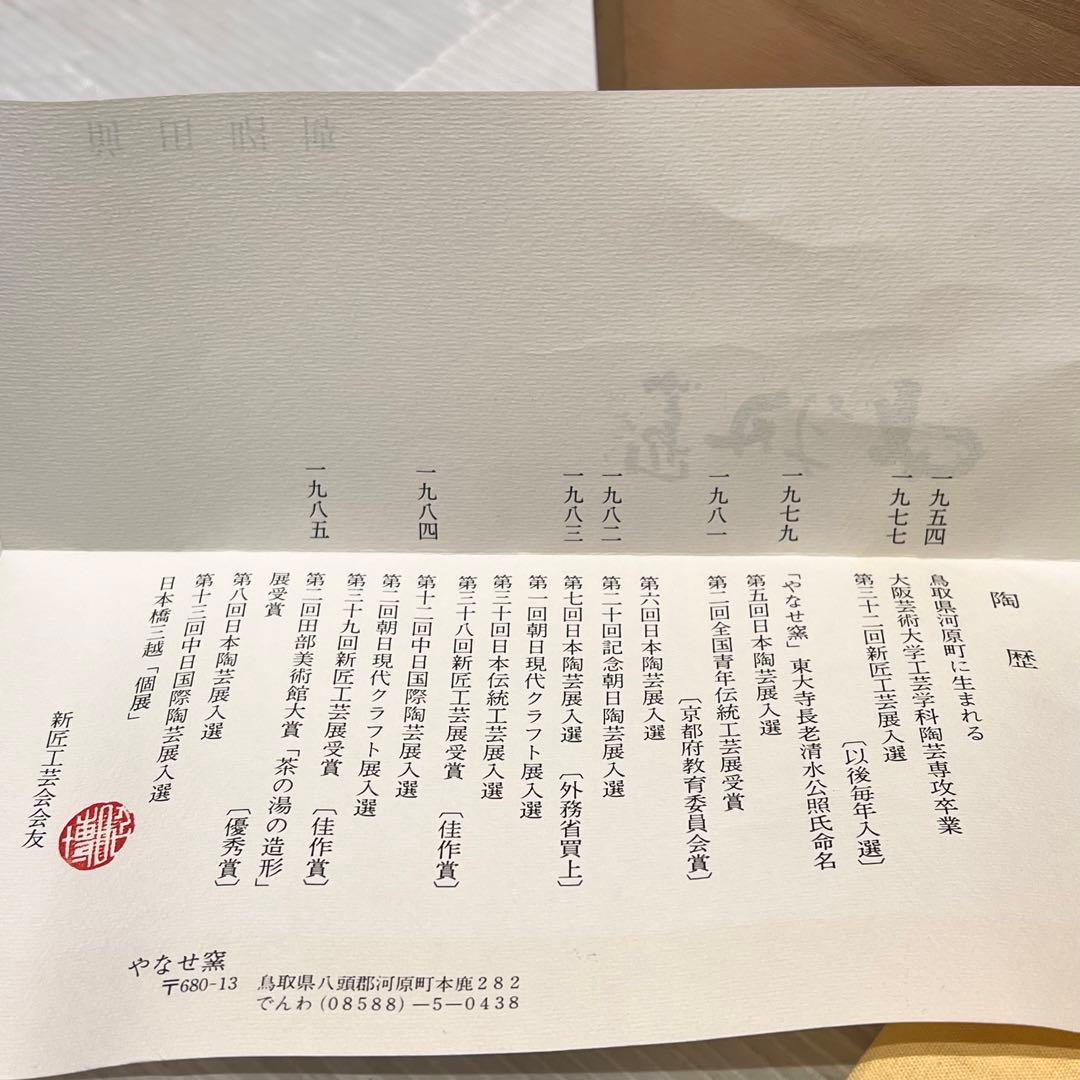 陶歴
一九五四 鳥取県河原町に生まれる
一九七七 大阪芸術大学工芸学科陶芸専攻卒業
第三十二回新匠工芸展入選〔以後毎年入選〕
一九七九 「やなせ窯」東大寺長老清水公照氏命名
第五回日本陶芸展入選
一九八一 第二回全国青年伝統工芸展受賞
〔京都府教育委員会賞〕
第六回日本陶芸展入選
一九八二 第二十回記念朝日陶芸展入選
一九八三 第七回日本陶芸展入選〔外務省買上〕
第一回朝日現代クラフト展入選
第三十回日本伝統工芸展入選
第三十八回新匠工芸展受賞〔佳作賞〕
一九八四 第十二回中日国際陶芸展入選
第二回朝日現代クラフト展入選
第三十九回新匠工芸展受賞〔佳作賞〕
一九八五 第二回田部美術館大賞「茶の湯の造形」
展受賞〔優秀賞〕
第八回日本陶芸展入選
第十三回中日国際陶芸展入選
日本橋三越「個展」
新匠工芸会会友
やなせ窯
〒680-13 鳥取県八頭郡河原町本鹿282
でんわ(08588)―5―0438